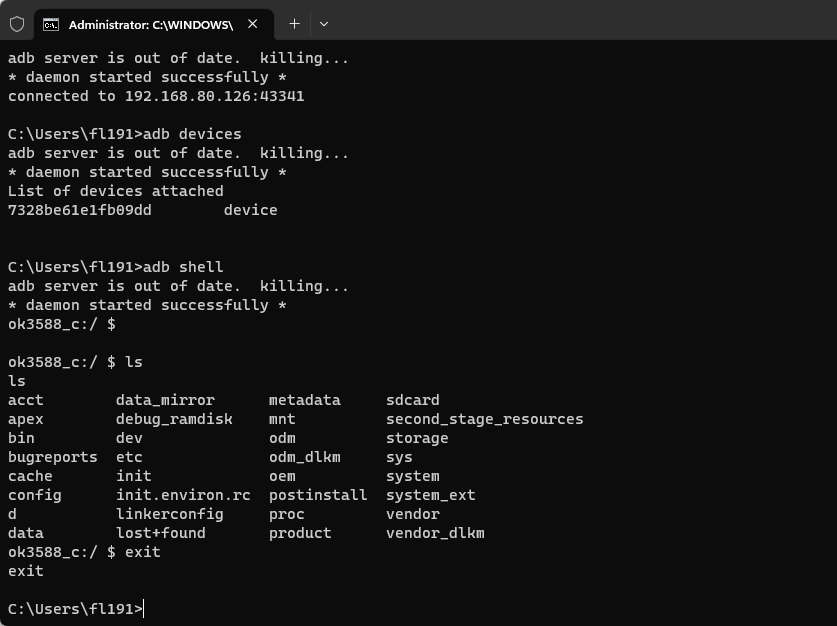 Administrator: C:\WINDOWS\
adb server is out of date.  killing...
* daemon started successfully *
connected to 192.168.80.126:43341
C:\Users\fl191>adb devices
adb server is out of date.  killing...
* daemon started successfully *
List of devices attached
7328be61e1fb09dd        device
C:\Users\fl191>adb shell
adb server is out of date.  killing...
* daemon started successfully *
ok3588_c:/ $
ok3588_c:/ $ ls
ls
acct        data_mirror      metadata     sdcard
apex        debug_ramdisk    mnt          second_stage_resources
bin         dev              odm          storage
bugreports  etc              odm_dlkm     sys
cache       init             oem          system
config      init.environ.rc  postinstall  system_ext
d           linkerconfig     proc         vendor
data        lost+found       product      vendor_dlkm
ok3588_c:/ $ exit
exit
C:\Users\fl191>